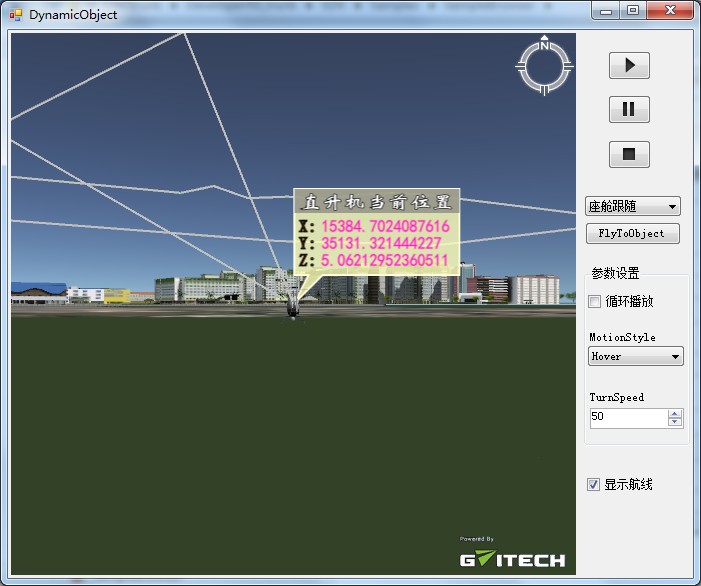 DynamicObject
N
直升机当前位置
X: 15384.7024087616
Y: 35131.321444227
Z: 5.06212952360511
座舱跟随
FlyToObject
参数设置
循环播放
MotionStyle
Hover
TurnSpeed
50
显示航线
Powered By
GVITECH